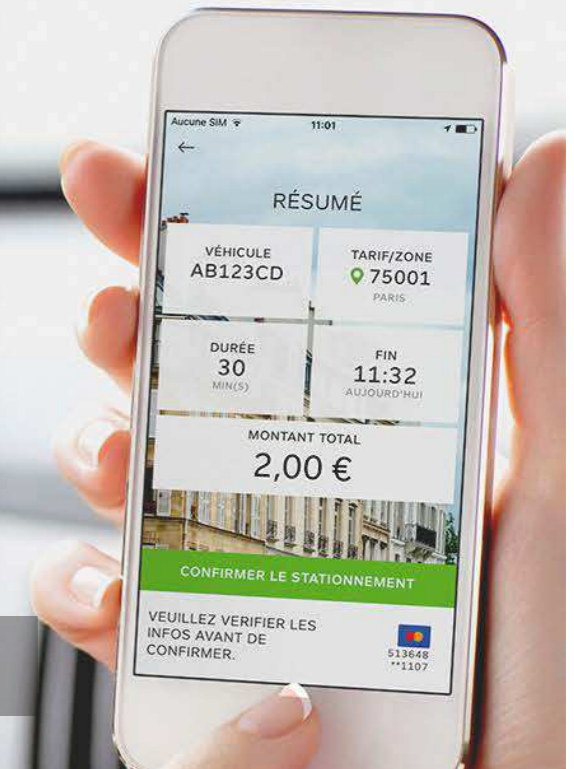 Aucune SIM
11:01
RÉSUMÉ
VÉHICULE
AB123CD
TARIF/ZONE
75001
PARIS
DURÉE
30
MIN(S)
FIN
11:32
AUJOURD'HUI
MONTANT TOTAL
2,00 €
CONFIRMER LE STATIONNEMENT
VEUILLEZ VERIFIER LES
INFOS AVANT DE
CONFIRMER.
513648
**1107